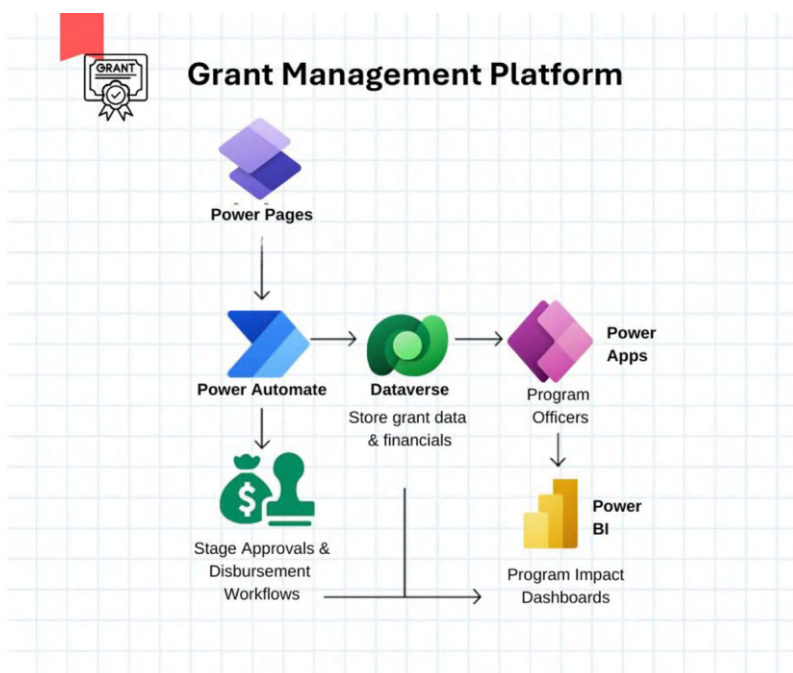 GRANT
Grant Management Platform
Power Pages
Power Automate
Dataverse
Store grant data
& financials
Power
Apps
Program
Officers
$
Stage Approvals &
Disbursement
Workflows
Power
BI
Program Impact
Dashboards